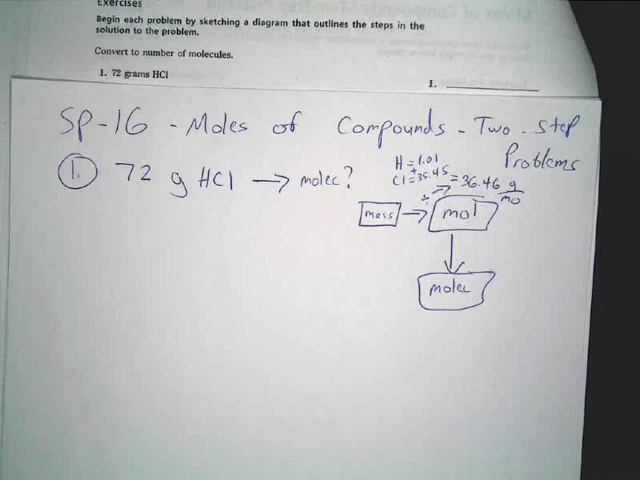 Exercises
Begin each problem by sketching a diagram that outlines the steps in the
solution to the problem.
Convert to number of molecules.
1. 72 grams HCl
1.
SP-16 - Moles of Compounds - Two-Step
Problems
1. 72 g HCl → molec?
H = 1.01
+
Cl = 35.45 = 36.46 g
mo
÷
mass → mol
molec